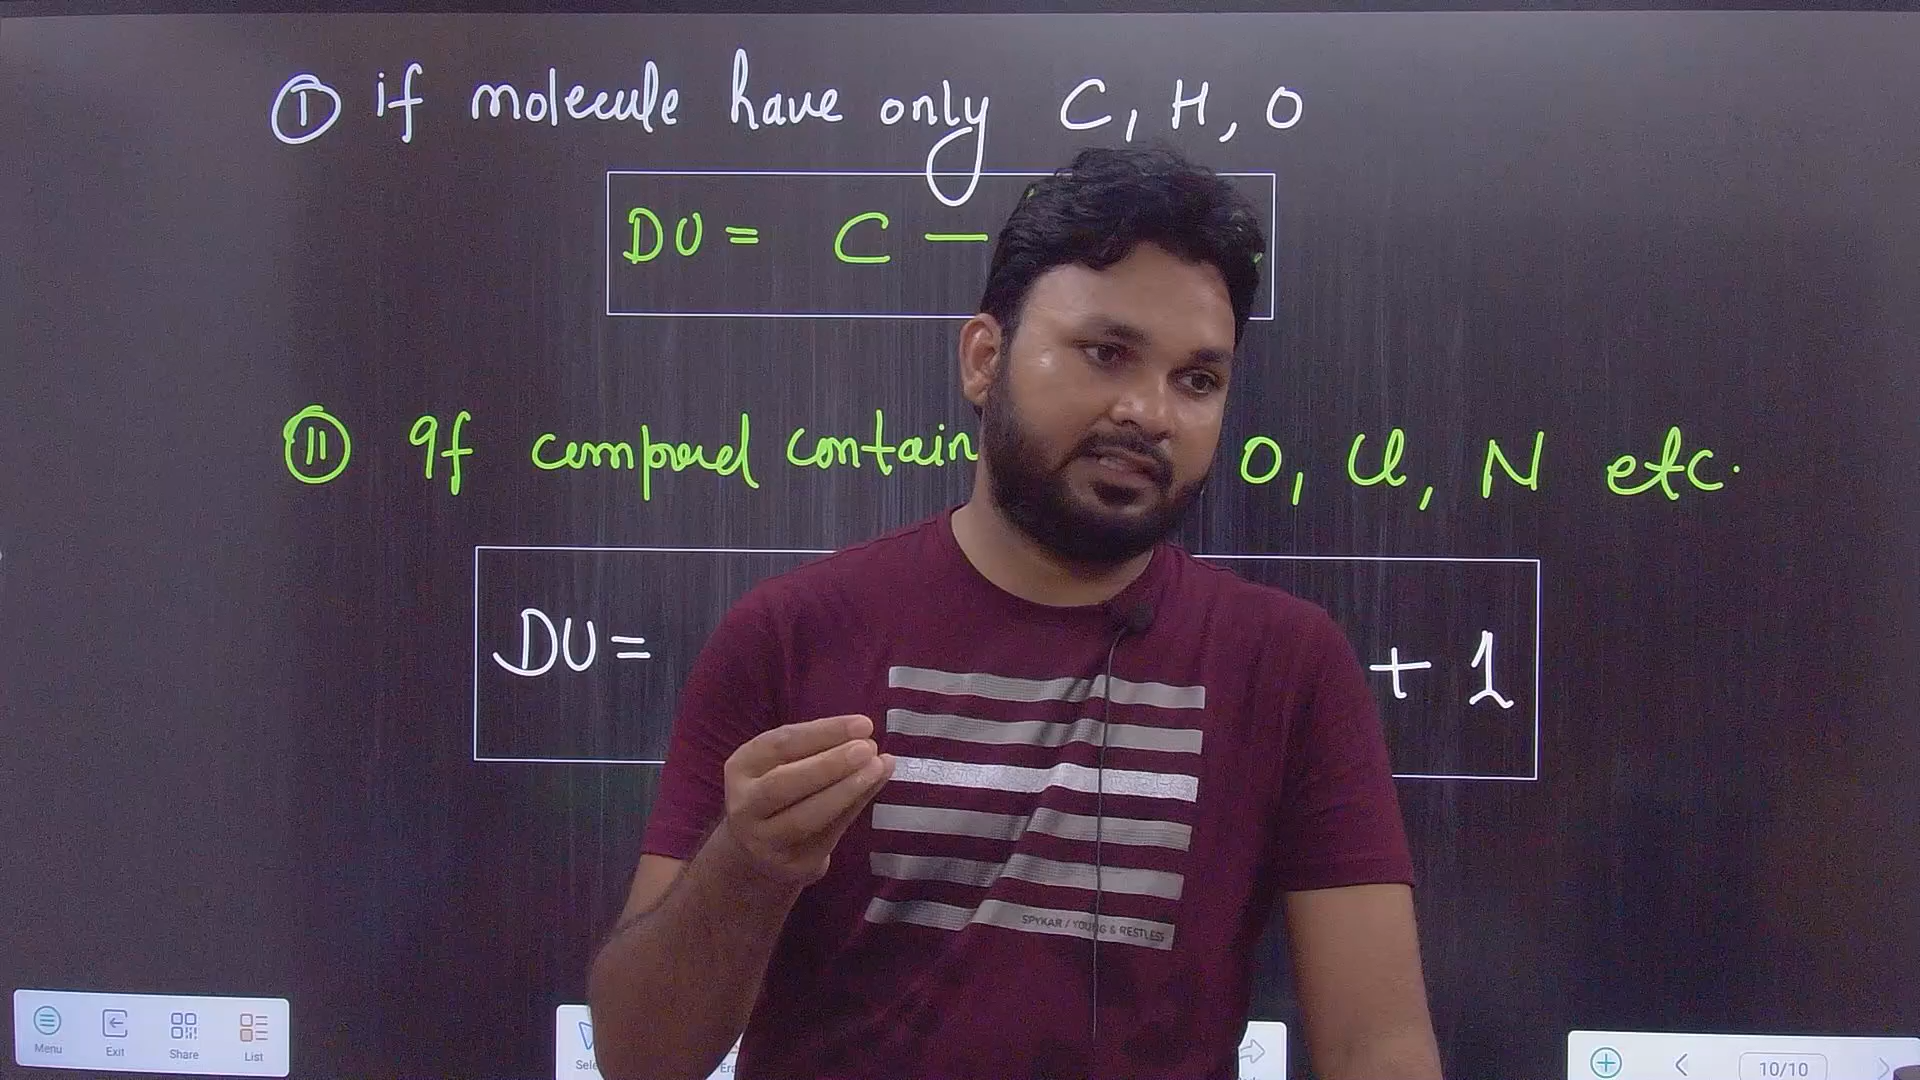 ① if molecule have only C, H, O
DU = C —
⑪ If compound contain O, Cl, N etc.
DU = + 1
SPYKAR / YOUNG & RESTLESS
Menu Exit Share List
10/10